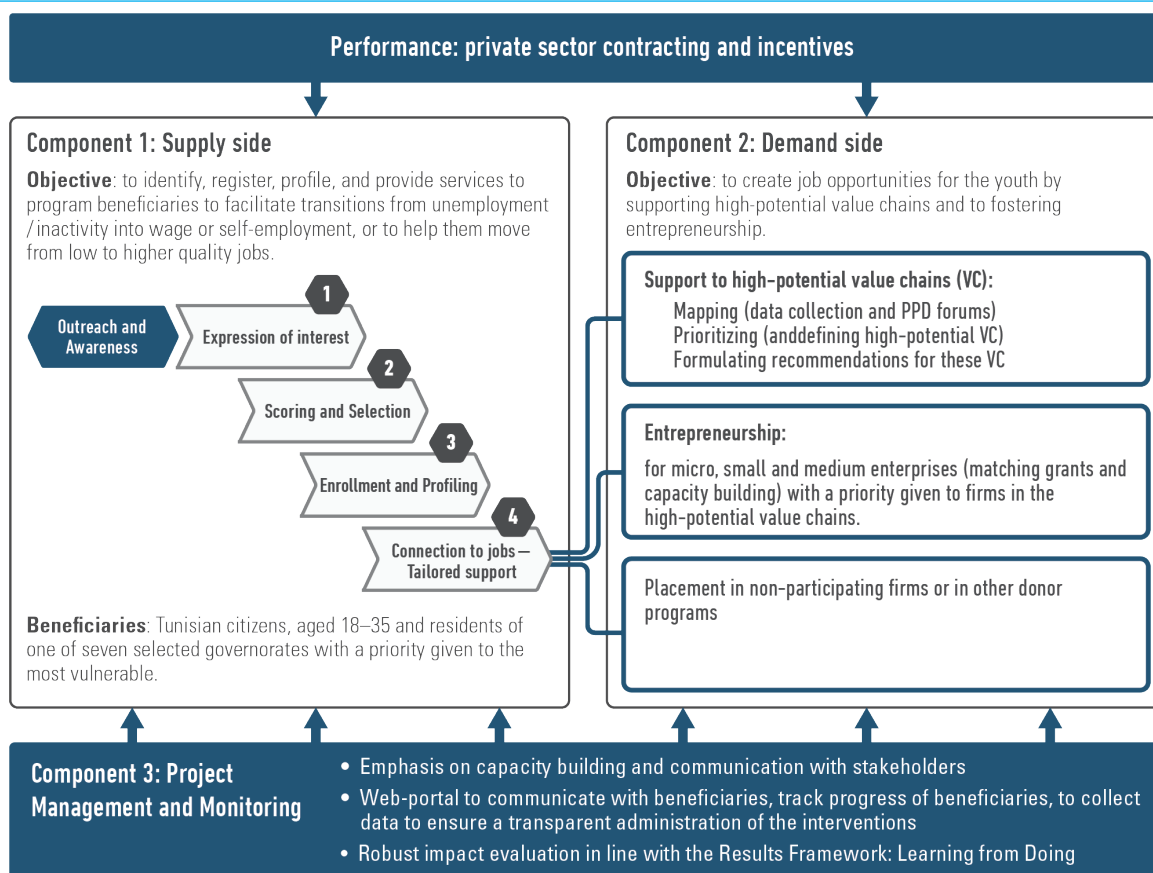 Performance: private sector contracting and incentives
Component 1: Supply side
Objective: to identify, register, profile, and provide services to
program beneficiaries to facilitate transitions from unemployment
/inactivity into wage or self-employment, or to help them move
from low to higher quality jobs.
Outreach and
Awareness
1
Expression of interest
2
Scoring and Selection
3
Enrollment and Profiling
4
Connection to jobs—
Tailored support
Beneficiaries: Tunisian citizens, aged 18–35 and residents of
one of seven selected governorates with a priority given to the
most vulnerable.
Component 2: Demand side
Objective: to create job opportunities for the youth by
supporting high-potential value chains and to fostering
entrepreneurship.
Support to high-potential value chains (VC):
Mapping (data collection and PPD forums)
Prioritizing (anddefining high-potential VC)
Formulating recommendations for these VC
Entrepreneurship:
for micro, small and medium enterprises (matching grants and
capacity building) with a priority given to firms in the
high-potential value chains.
Placement in non-participating firms or in other donor
programs
Component 3: Project
Management and Monitoring
• Emphasis on capacity building and communication with stakeholders
• Web-portal to communicate with beneficiaries, track progress of beneficiaries, to collect
data to ensure a transparent administration of the interventions
• Robust impact evaluation in line with the Results Framework: Learning from Doing